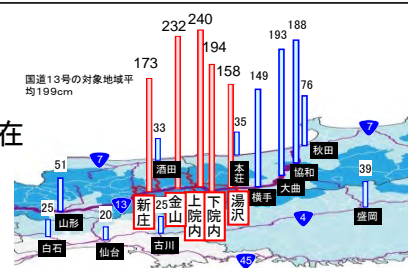 240
232
194
193
188
173
158
149
76
国道13号の対象地域平
均199cm
33
35
在
7
7
秋田
酒田
本荘
協和
大曲
横手
51
39
13
新庄
金山
上院内
下院内
湯沢
25
山形
25
20
4
盛岡
白石
仙台
古川
45